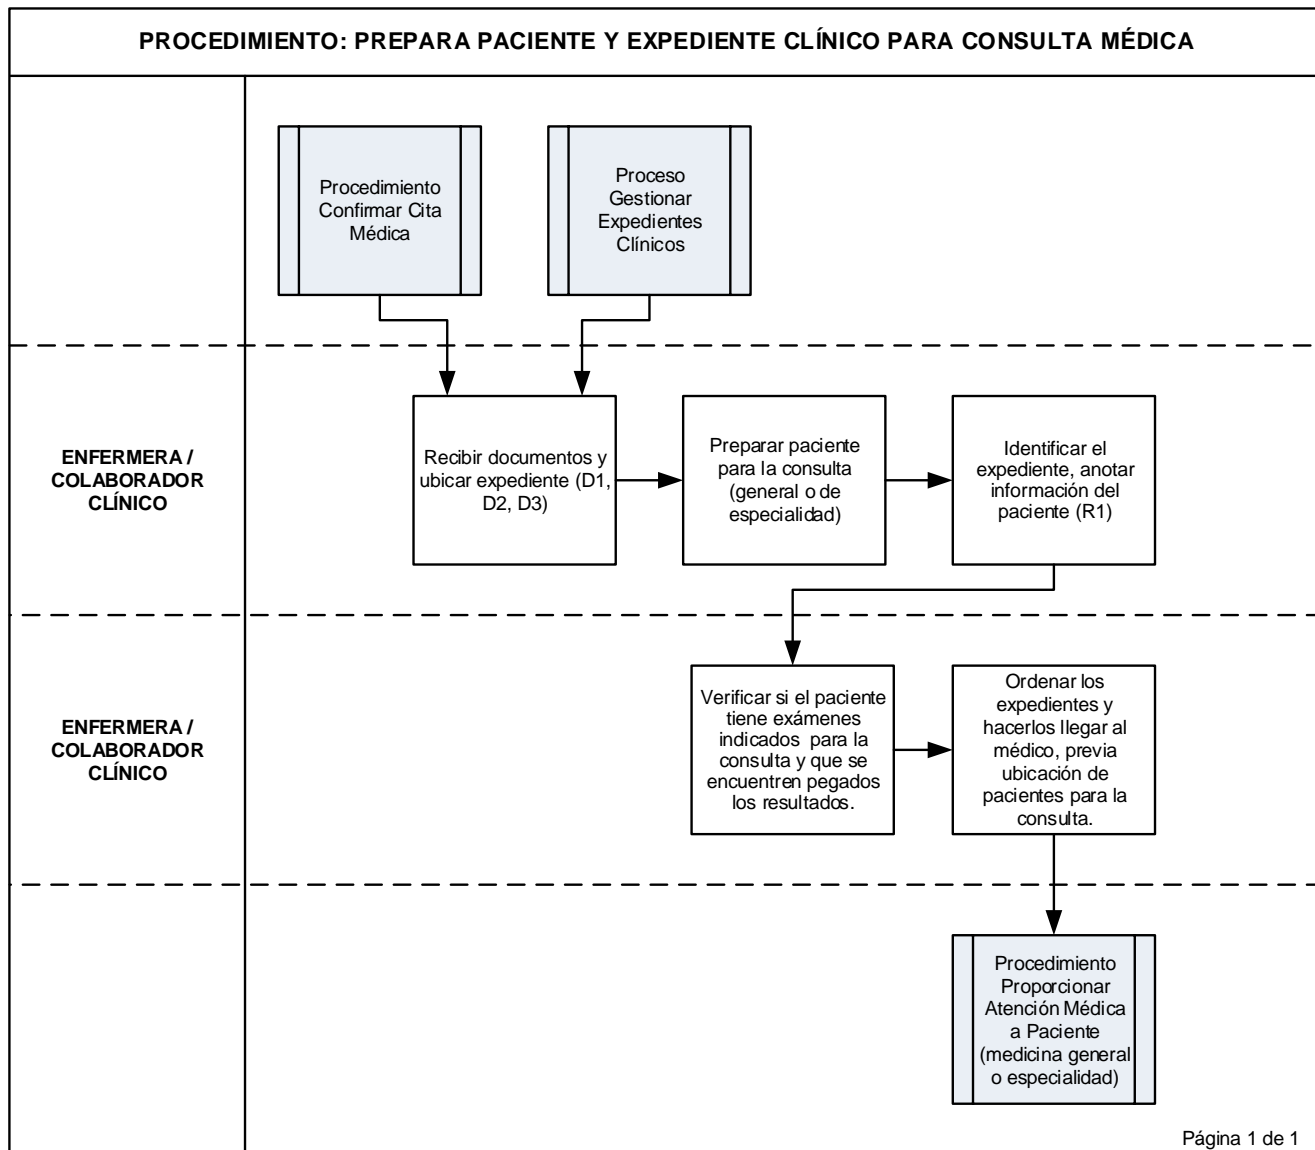 PROCEDIMIENTO: PREPARA PACIENTE Y EXPEDIENTE CLÍNICO PARA CONSULTA MÉDICA
Procedimiento
Confirmar Cita
Médica
Proceso
Gestionar
Expedientes
Clínicos
ENFERMERA /
COLABORADOR
CLÍNICO
Recibir documentos y
ubicar expediente (D1,
D2, D3)
Preparar paciente
para la consulta
(general o de
especialidad)
Identificar el
expediente, anotar
información del
paciente (R1)
ENFERMERA /
COLABORADOR
CLÍNICO
Verificar si el paciente
tiene exámenes
indicados para la
consulta y que se
encuentren pegados
los resultados.
Ordenar los
expedientes y
hacerlos llegar al
médico, previa
ubicación de
pacientes para la
consulta.
Procedimiento
Proporcionar
Atención Médica
a Paciente
(medicina general
o especialidad)
Página 1 de 1